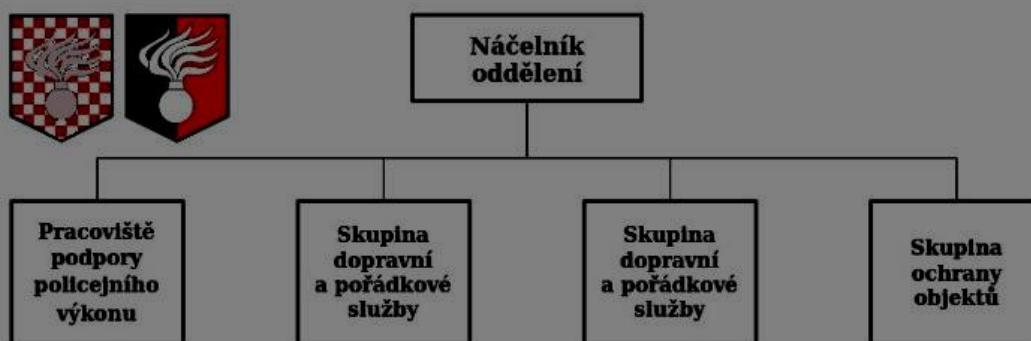 Náčelník
oddělení
Pracoviště
podpory
policejního
výkonu
Skupina
dopravní
a pořádkové
služby
Skupina
dopravní
a pořádkové
služby
Skupina
ochrany
objektů